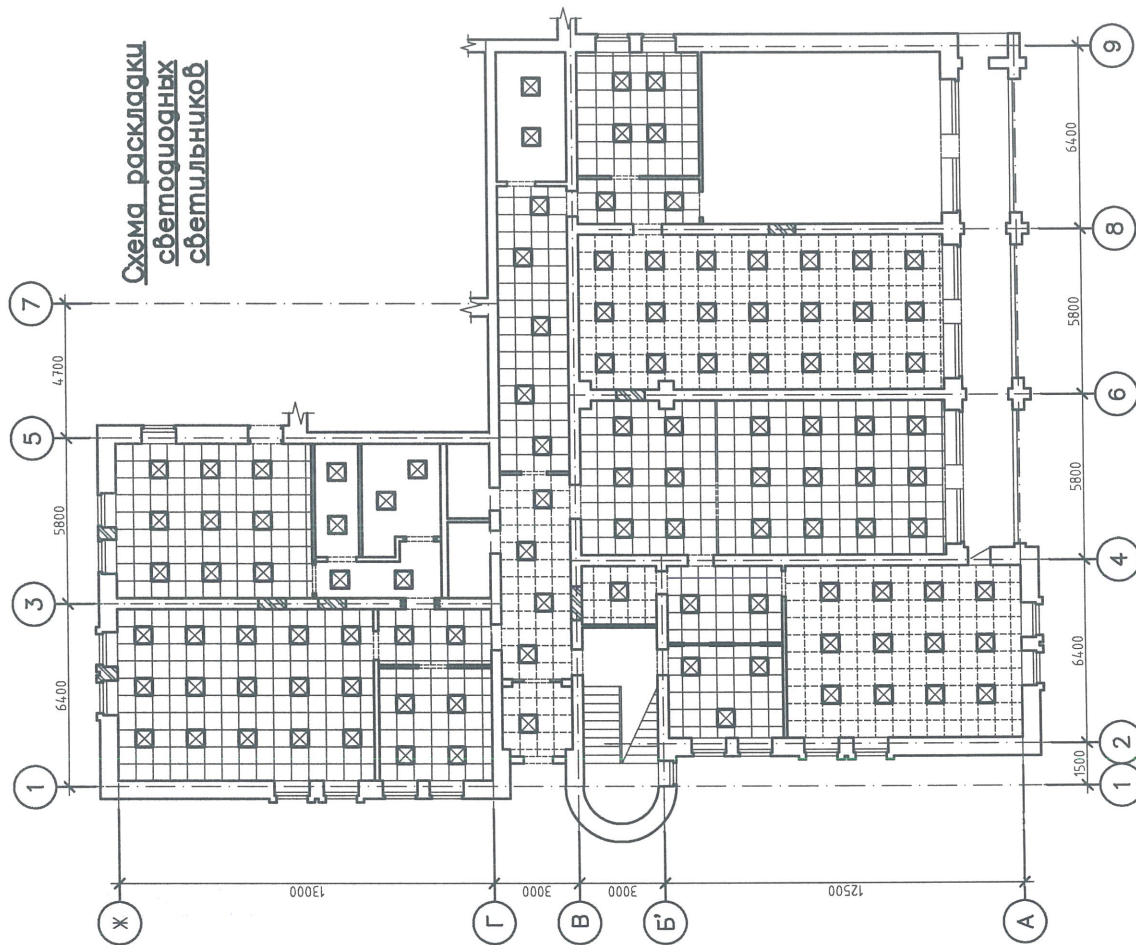 Схема раскладки
светодиодных
светильников
1
3
5
7
6400
5800
4700
Ж
Г
В
Б'
А
13000
3000
3000
12500
1
2
4
6
8
9
1500
6400
5800
5800
6400